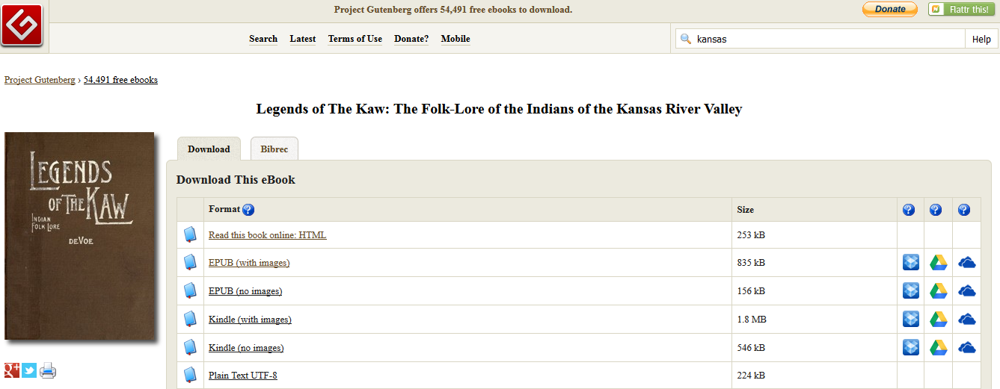 Project Gutenberg offers 54,491 free ebooks to download.
Donate
Flattr this!
Search Latest Terms of Use Donate? Mobile
kansas
Help
Project Gutenberg › 54,491 free ebooks
Legends of The Kaw: The Folk-Lore of the Indians of the Kansas River Valley
LEGENDS
OF THE KAW
INDIAN
FOLK LORE
DEVOE
Download Bibrec
Download This eBook
Format ? Size ? ? ?
Read this book online: HTML 253 kB
EPUB (with images) 835 kB
EPUB (no images) 156 kB
Kindle (with images) 1.8 MB
Kindle (no images) 546 kB
Plain Text UTF-8 224 kB
g+